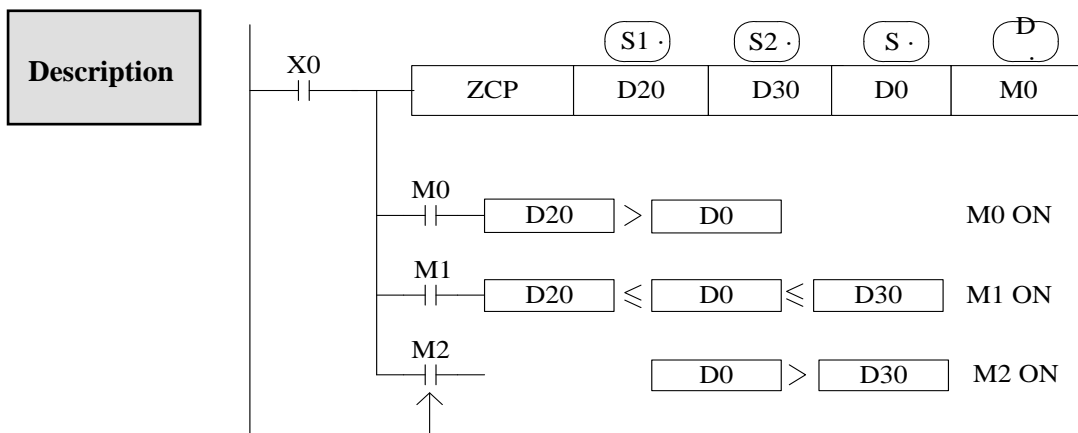 Description
S1 · S2 · S · D ·
X0
ZCP D20 D30 D0 M0
M0
D20 > D0 M0 ON
M1
D20 ≤ D0 ≤ D30 M1 ON
M2
D0 > D30 M2 ON